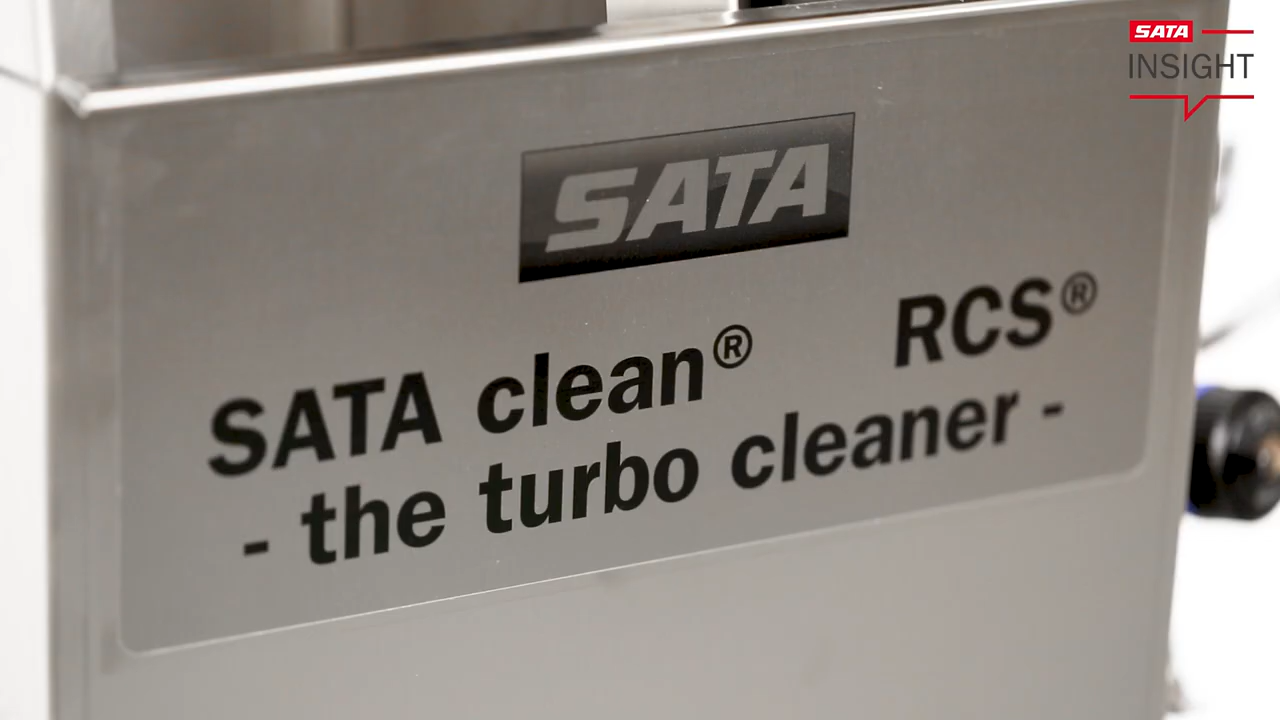 SATA
INSIGHT
SATA
SATA clean® RCS®
- the turbo cleaner -